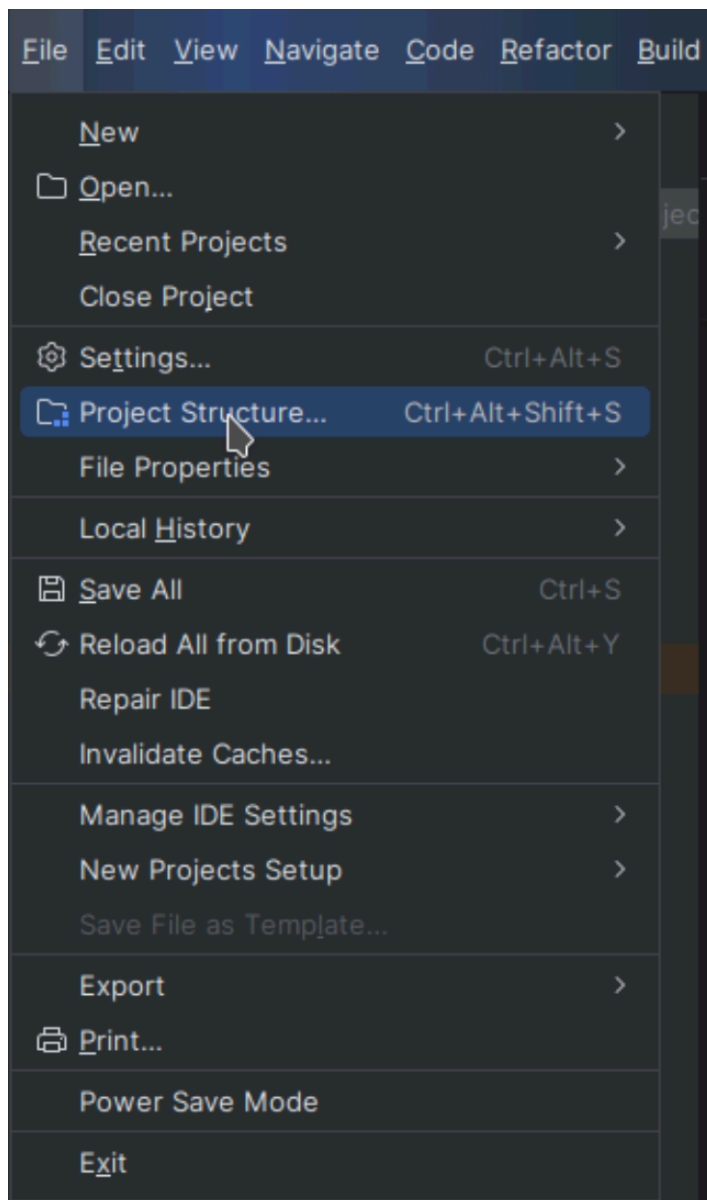 File Edit View Navigate Code Refactor Build
New
Open...
jec
Recent Projects
Close Project
Settings... Ctrl+Alt+S
Project Structure... Ctrl+Alt+Shift+S
File Properties
Local History
Save All Ctrl+S
Reload All from Disk Ctrl+Alt+Y
Repair IDE
Invalidate Caches...
Manage IDE Settings
New Projects Setup
Save File as Template...
Export
Print...
Power Save Mode
Exit